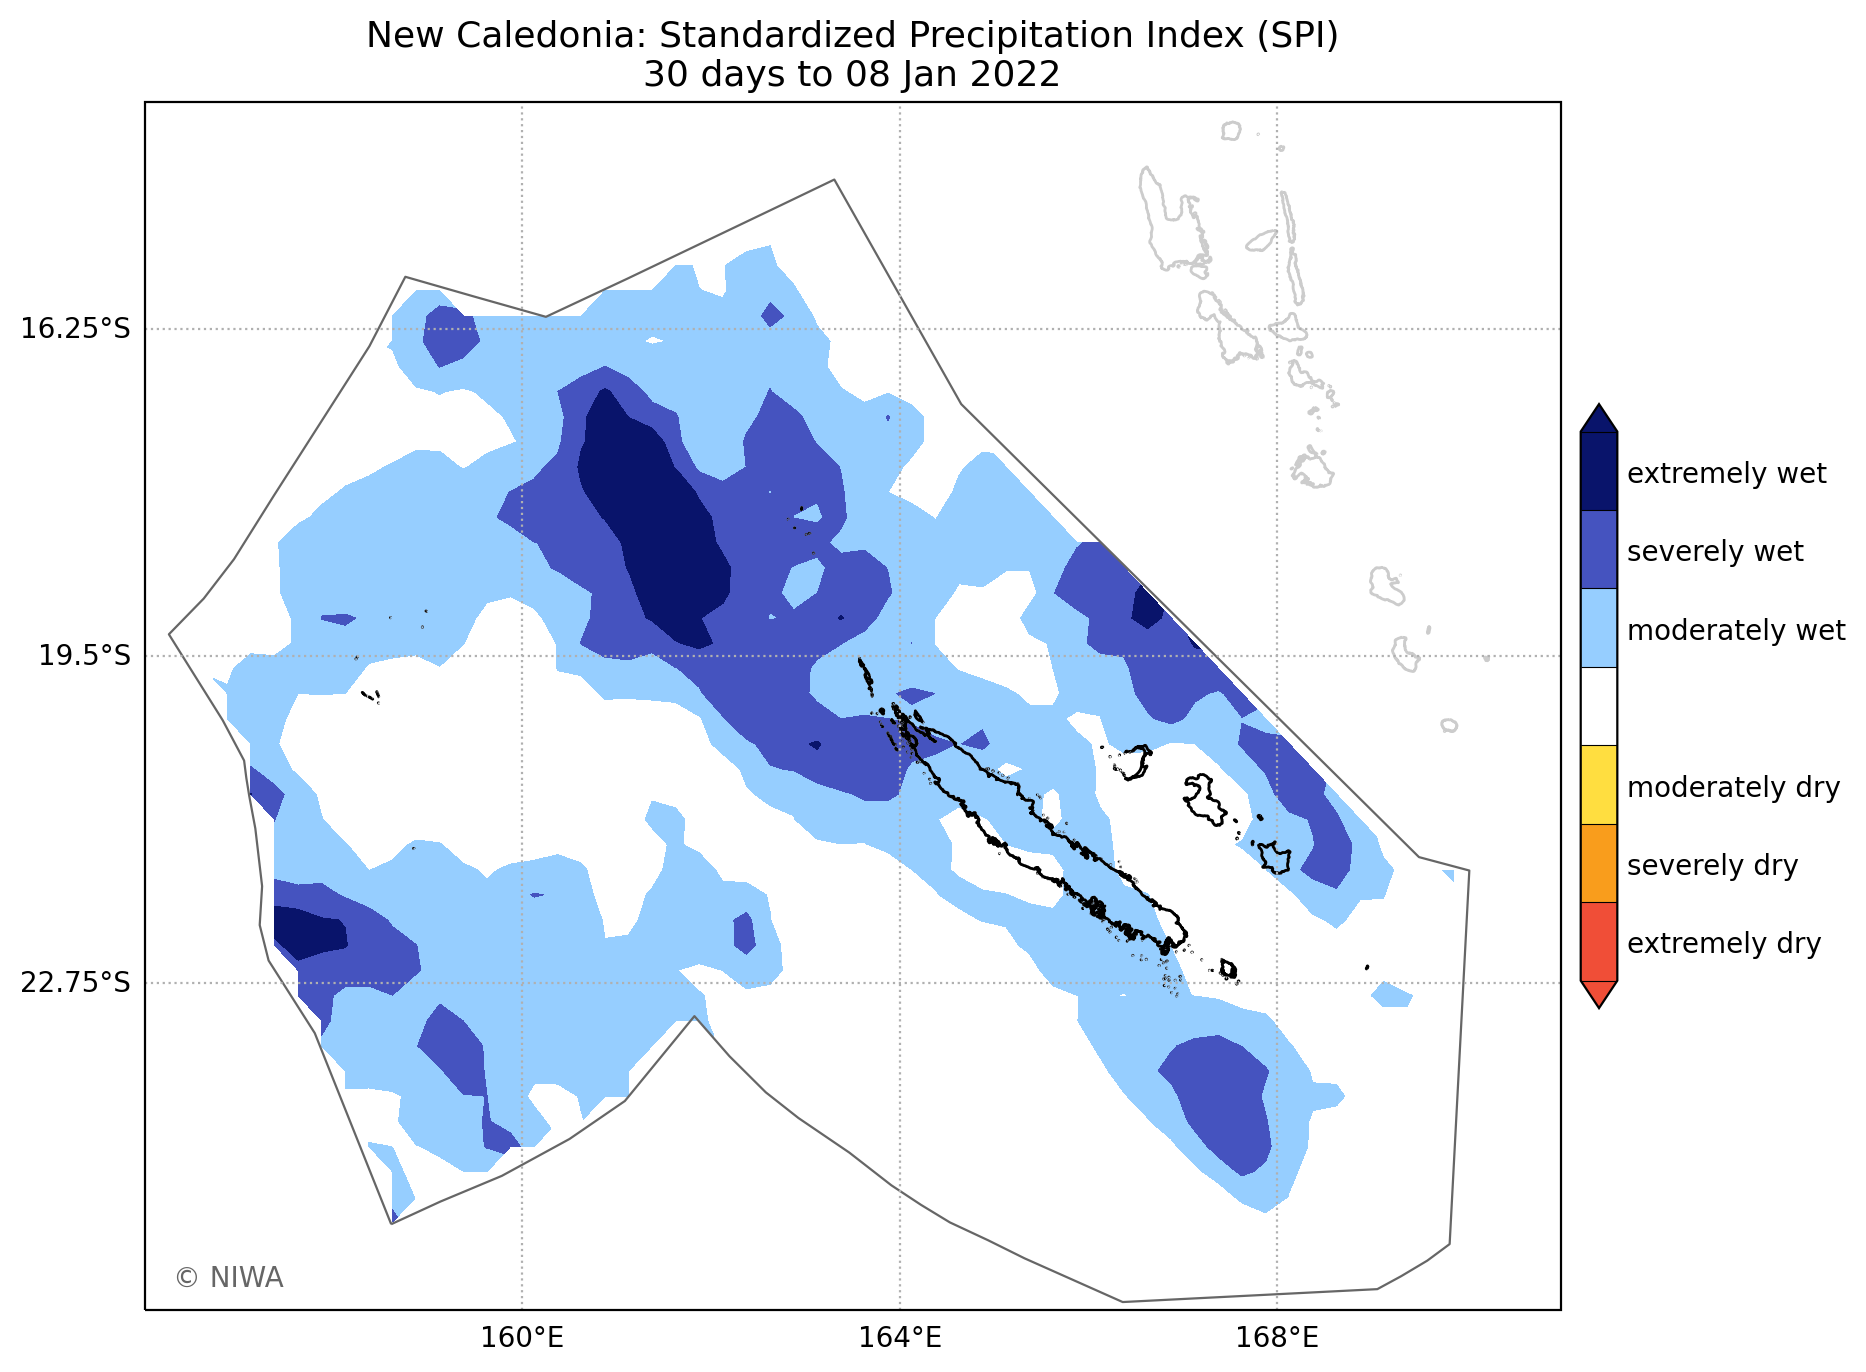 New Caledonia: Standardized Precipitation Index (SPI)
30 days to 08 Jan 2022
16.25°S
19.5°S
22.75°S
160°E
164°E
168°E
extremely wet
severely wet
moderately wet
moderately dry
severely dry
extremely dry
© NIWA